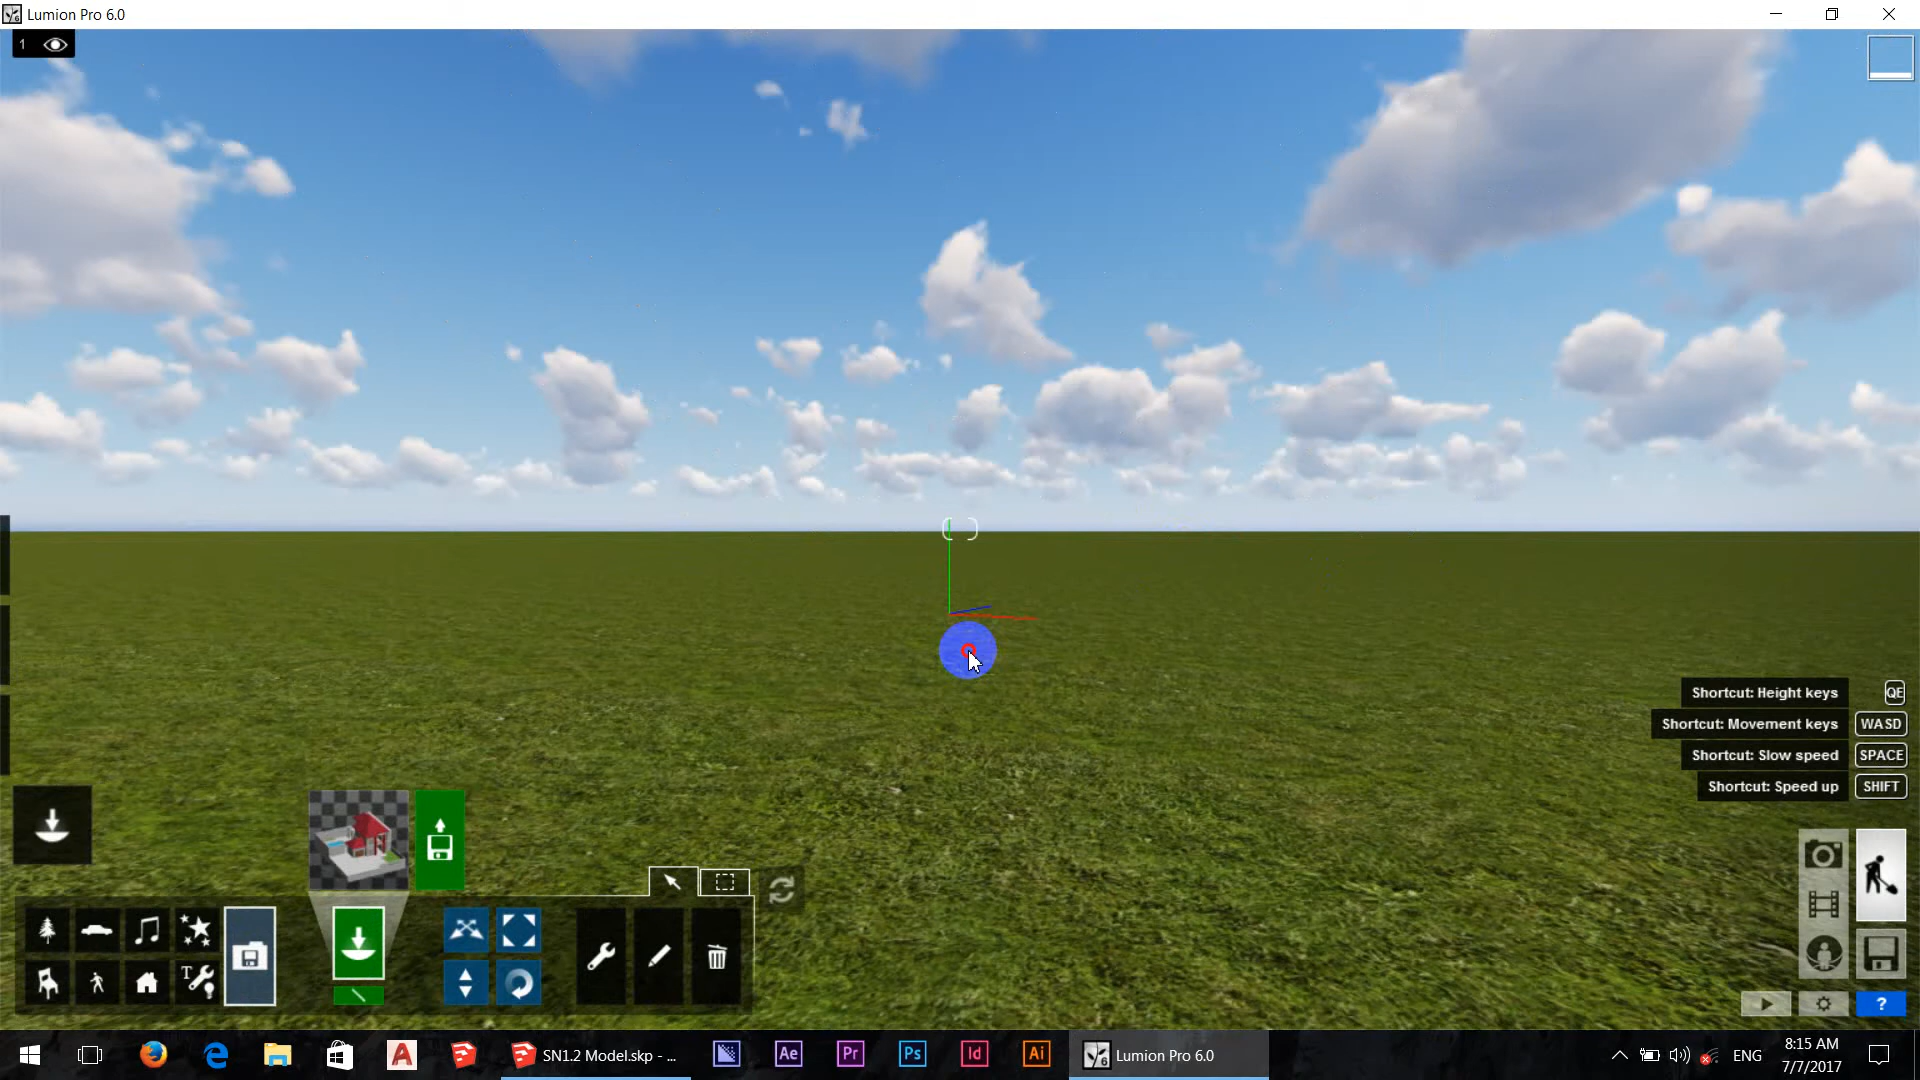 Lumion Pro 6.0
1
Shortcut: Height keys QE
Shortcut: Movement keys WASD
Shortcut: Slow speed SPACE
Shortcut: Speed up SHIFT
T
?
SN1.2 Model.skp - ...
Ae
Pr
Ps
Id
Ai
6
Lumion Pro 6.0
ENG
8:15 AM
7/7/2017